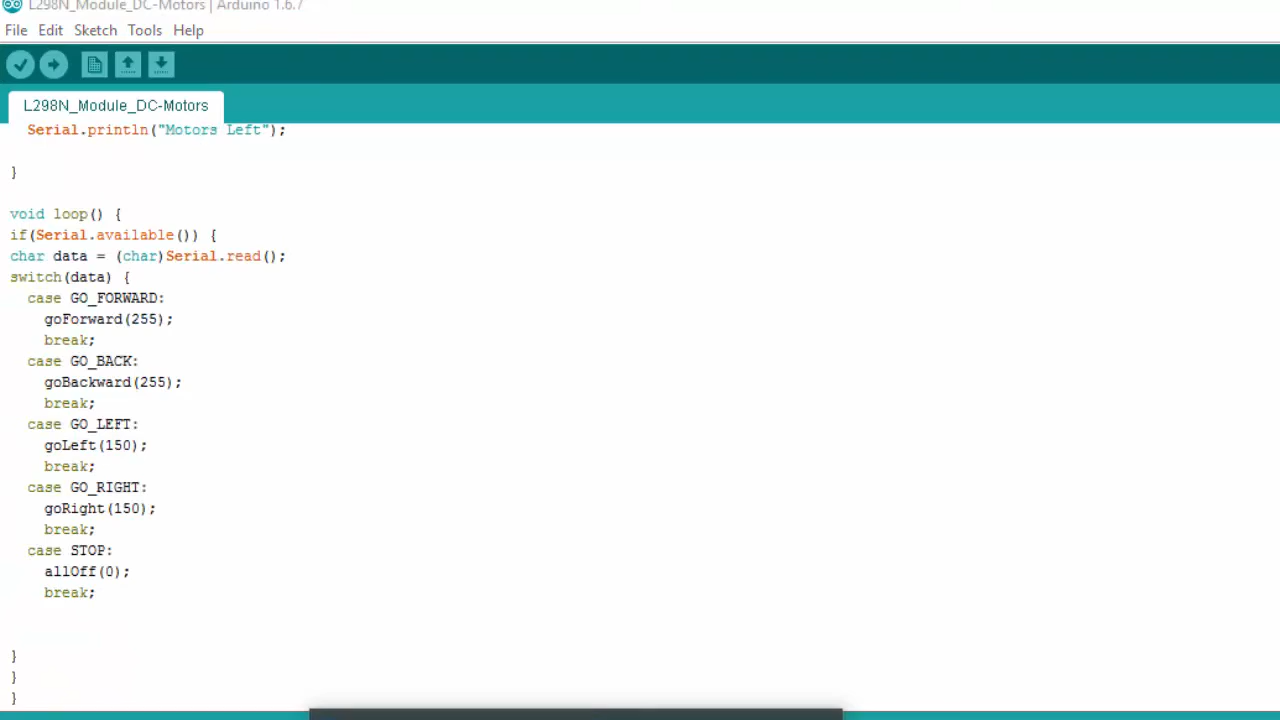 L298N_Module_DC-Motors | Arduino 1.6.7
File Edit Sketch Tools Help
L298N_Module_DC-Motors
Serial.println("Motors Left");
}
void loop() {
if(Serial.available()) {
char data = (char)Serial.read();
switch(data) {
case GO_FORWARD:
goForward(255);
break;
case GO_BACK:
goBackward(255);
break;
case GO_LEFT:
goLeft(150);
break;
case GO_RIGHT:
goRight(150);
break;
case STOP:
allOff(0);
break;
}
}
}